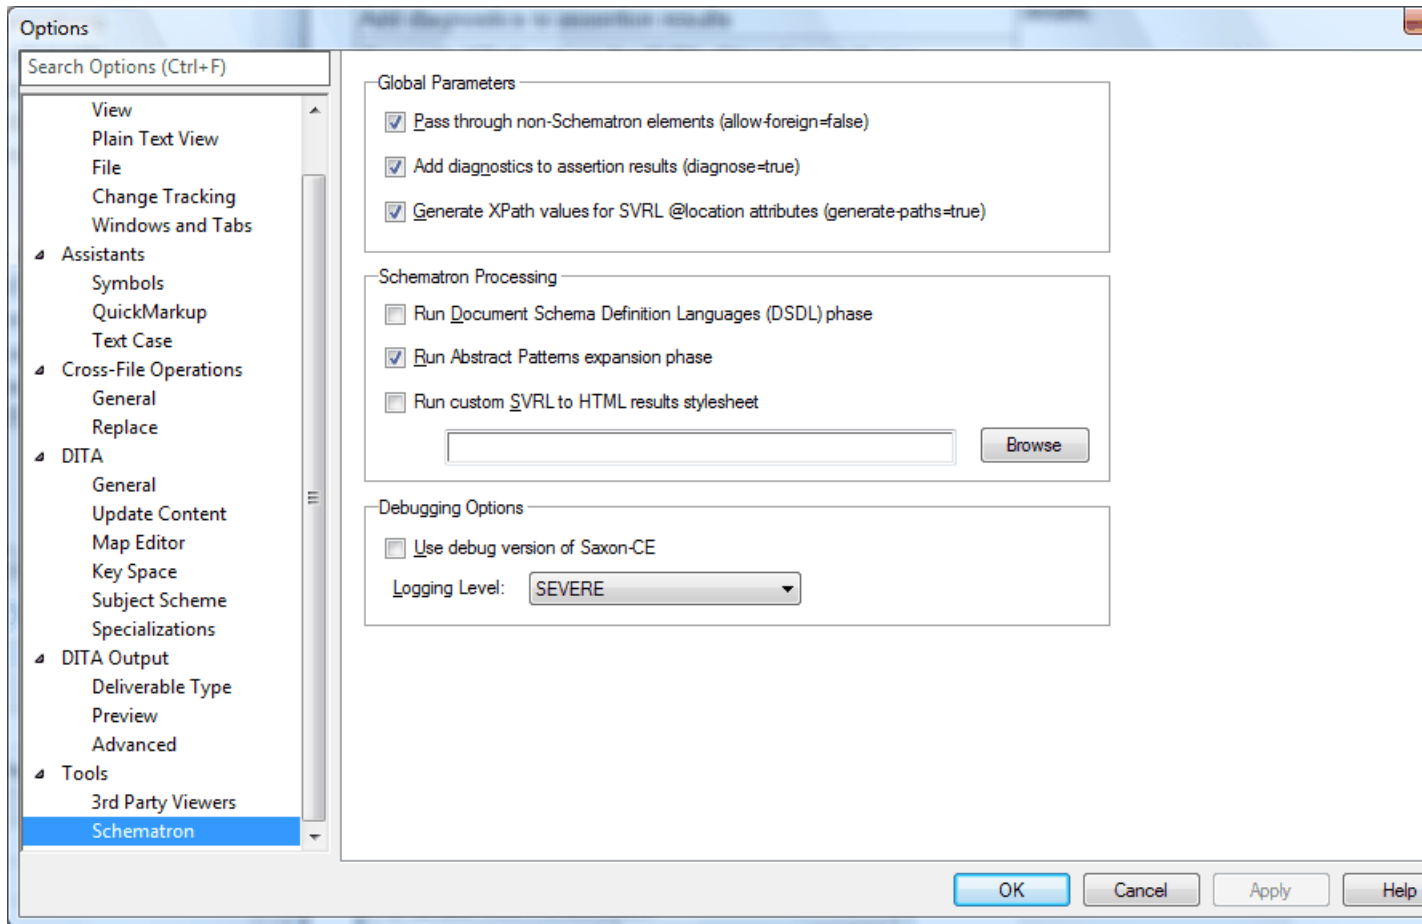 Add diagnostics to assertion results
Options
Search Options (Ctrl+F)
View
Plain Text View
File
Change Tracking
Windows and Tabs
Assistants
Symbols
QuickMarkup
Text Case
Cross-File Operations
General
Replace
DITA
General
Update Content
Map Editor
Key Space
Subject Scheme
Specializations
DITA Output
Deliverable Type
Preview
Advanced
Tools
3rd Party Viewers
Schematron
Global Parameters
Pass through non-Schematron elements (allow-foreign=false)
Add diagnostics to assertion results (diagnose=true)
Generate XPath values for SVRL @location attributes (generate-paths=true)
Schematron Processing
Run Document Schema Definition Languages (DSDL) phase
Run Abstract Patterns expansion phase
Run custom SVRL to HTML results stylesheet
Browse
Debugging Options
Use debug version of Saxon-CE
Logging Level: SEVERE
OK Cancel Apply Help